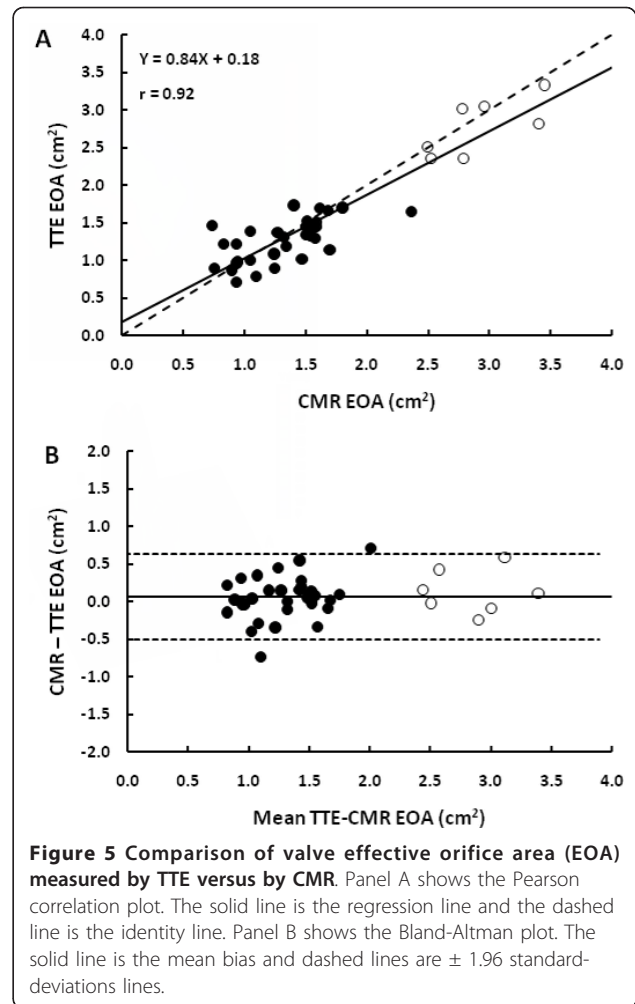 A
Y = 0.84X + 0.18
r = 0.92
TTE EOA (cm²)
4.0
3.5
3.0
2.5
2.0
1.5
1.0
0.5
0.0
0.0 0.5 1.0 1.5 2.0 2.5 3.0 3.5 4.0
CMR EOA (cm²)
B
CMR – TTE EOA (cm²)
2.0
1.5
1.0
0.5
0.0
-0.5
-1.0
-1.5
-2.0
0.0 0.5 1.0 1.5 2.0 2.5 3.0 3.5 4.0
Mean TTE-CMR EOA (cm²)
Figure 5 Comparison of valve effective orifice area (EOA)
measured by TTE versus by CMR. Panel A shows the Pearson
correlation plot. The solid line is the regression line and the dashed
line is the identity line. Panel B shows the Bland-Altman plot. The
solid line is the mean bias and dashed lines are ± 1.96 standard-
deviations lines.